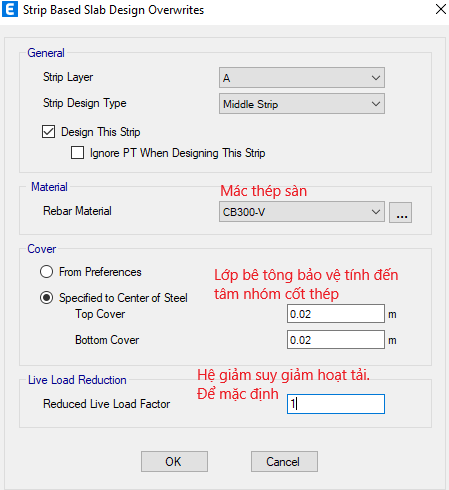 E Strip Based Slab Design Overwrites
General
Strip Layer A
Strip Design Type Middle Strip
Design This Strip
Ignore PT When Designing This Strip
Material
Mác thép sàn
Rebar Material CB300-V ...
Cover
From Preferences
Lớp bê tông bảo vệ tính đến
tâm nhóm cốt thép
Specified to Center of Steel
Top Cover 0.02 m
Bottom Cover 0.02 m
Hệ giảm suy giảm hoạt tải.
Để mặc định
Live Load Reduction
Reduced Live Load Factor 1
OK Cancel